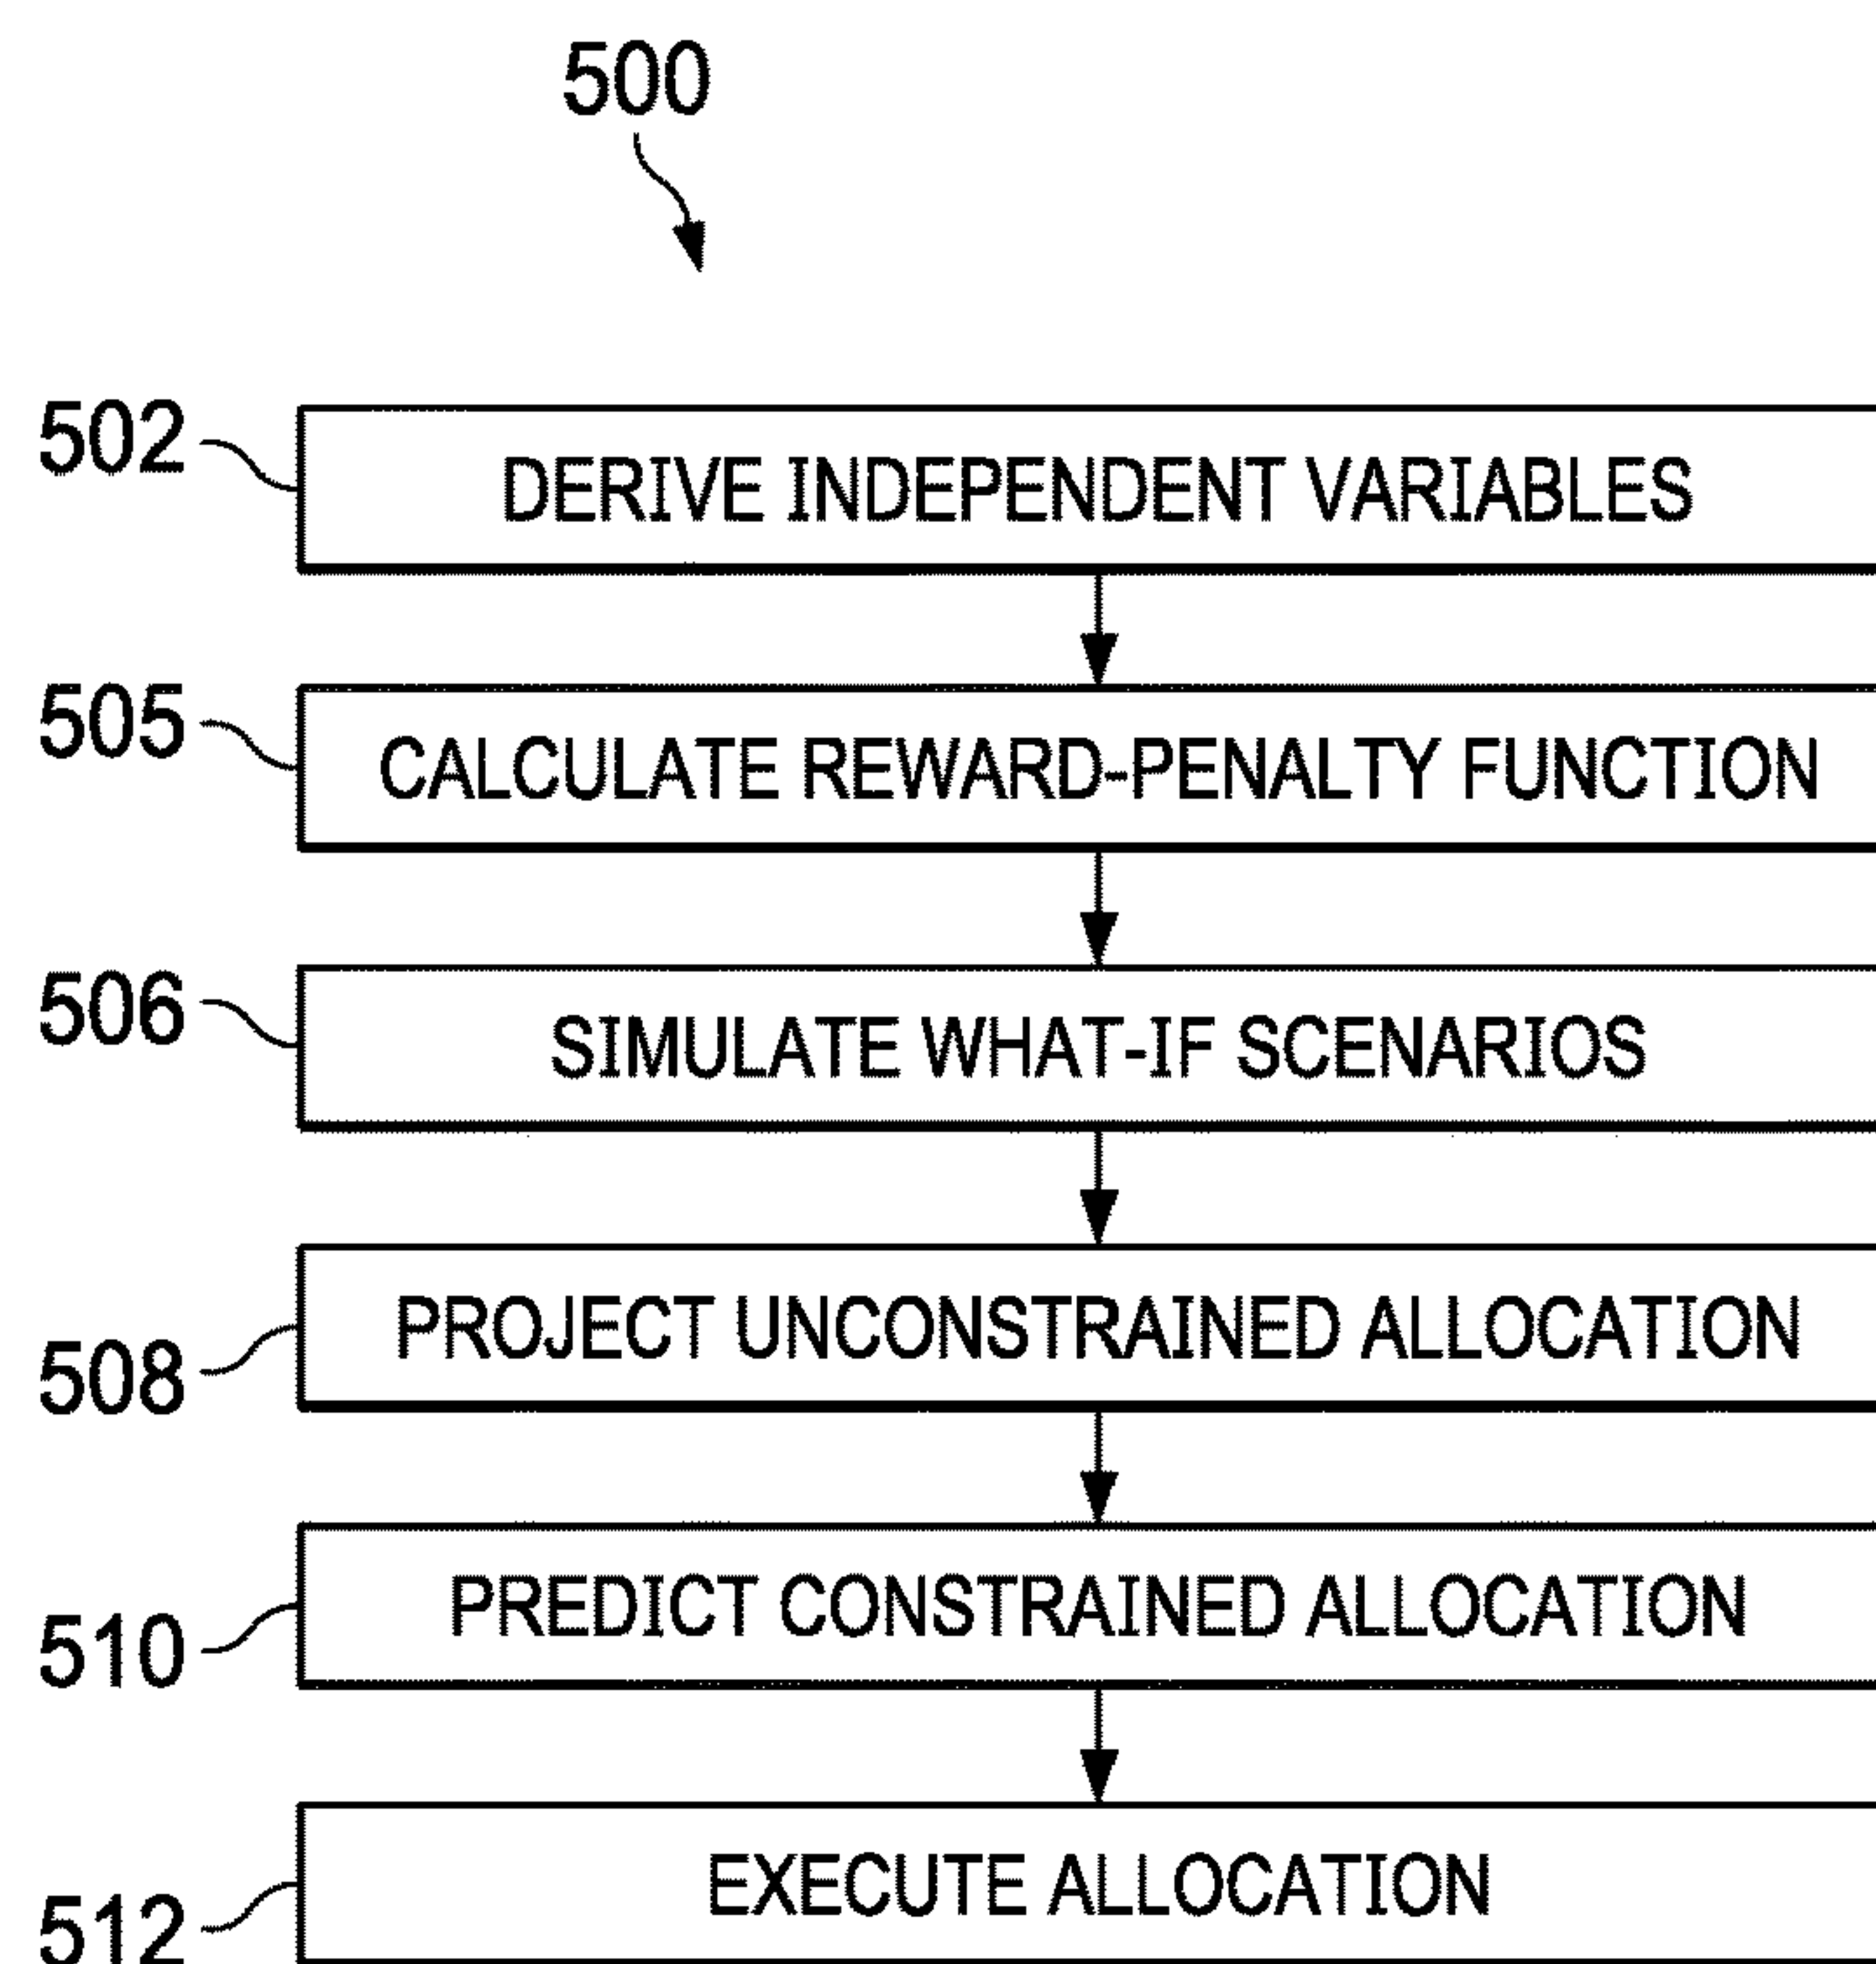 500
502
DERIVE INDEPENDENT VARIABLES
505
CALCULATE REWARD-PENALTY FUNCTION
506
SIMULATE WHAT-IF SCENARIOS
508
PROJECT UNCONSTRAINED ALLOCATION
510
PREDICT CONSTRAINED ALLOCATION
512
EXECUTE ALLOCATION